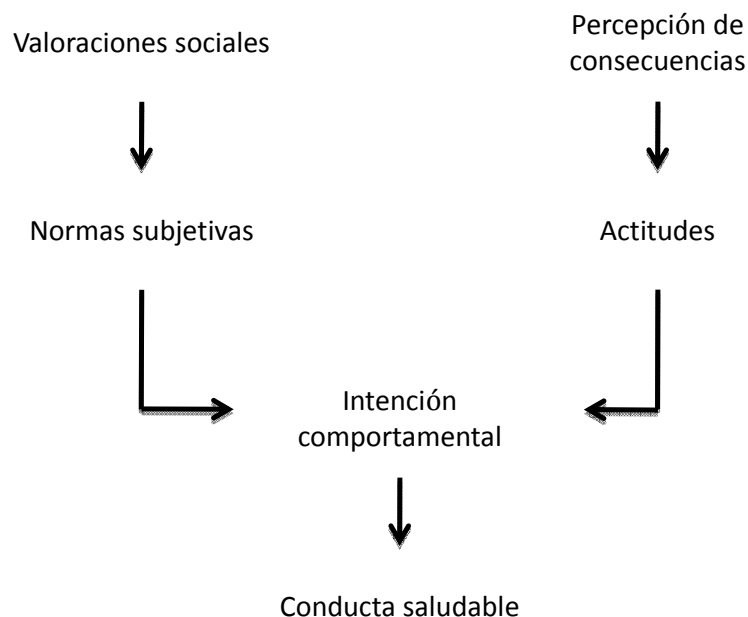 Valoraciones sociales
Percepción de
consecuencias
Normas subjetivas
Actitudes
Intención
comportamental
Conducta saludable